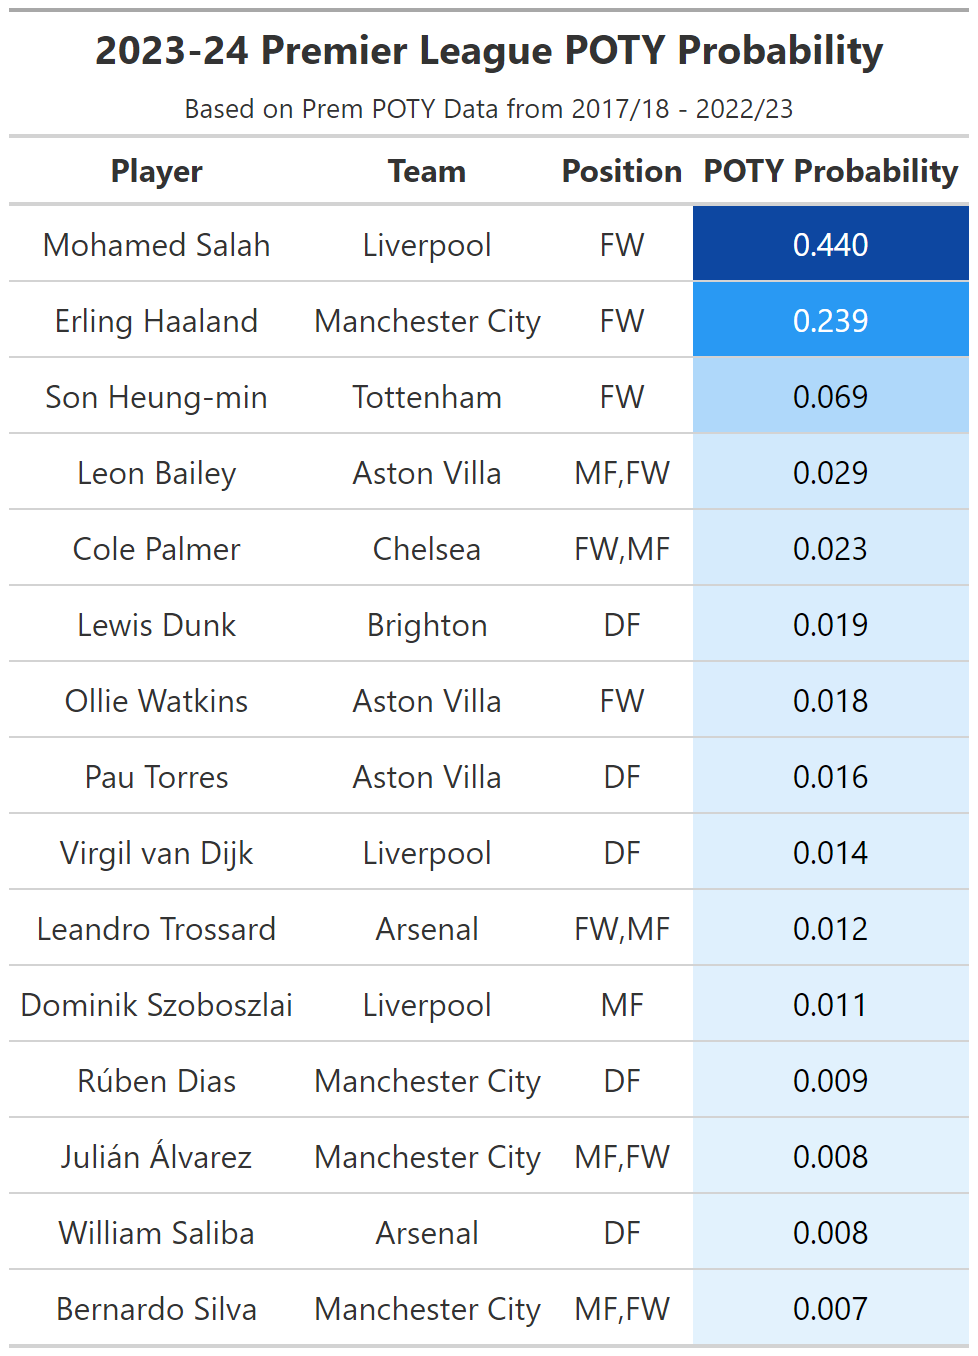 2023-24 Premier League POTY Probability
Based on Prem POTY Data from 2017/18 - 2022/23
Player Team Position POTY Probability
Mohamed Salah Liverpool FW 0.440
Erling Haaland Manchester City FW 0.239
Son Heung-min Tottenham FW 0.069
Leon Bailey Aston Villa MF,FW 0.029
Cole Palmer Chelsea FW,MF 0.023
Lewis Dunk Brighton DF 0.019
Ollie Watkins Aston Villa FW 0.018
Pau Torres Aston Villa DF 0.016
Virgil van Dijk Liverpool DF 0.014
Leandro Trossard Arsenal FW,MF 0.012
Dominik Szoboszlai Liverpool MF 0.011
Rúben Dias Manchester City DF 0.009
Julián Álvarez Manchester City MF,FW 0.008
William Saliba Arsenal DF 0.008
Bernardo Silva Manchester City MF,FW 0.007